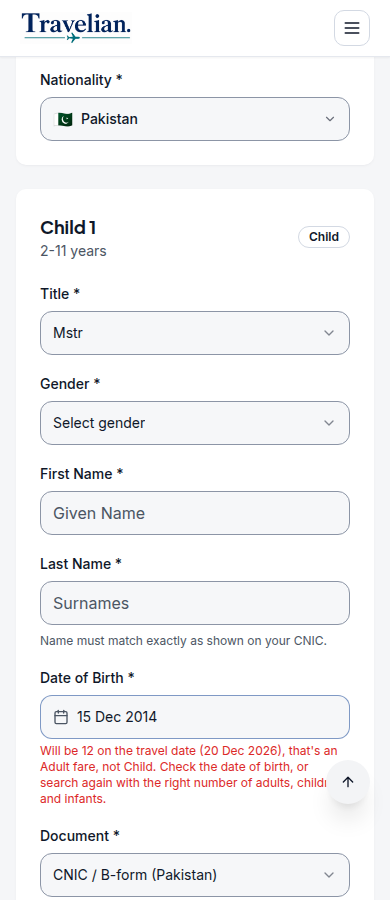 Travelian.
Nationality *
Pakistan
Child 1
2-11 years
Child
Title *
Mstr
Gender *
Select gender
First Name *
Given Name
Last Name *
Surnames
Name must match exactly as shown on your CNIC.
Date of Birth *
15 Dec 2014
Will be 12 on the travel date (20 Dec 2026), that's an
Adult fare, not Child. Check the date of birth, or
search again with the right number of adults,
and infants.
Document *
CNIC / B-form (Pakistan)